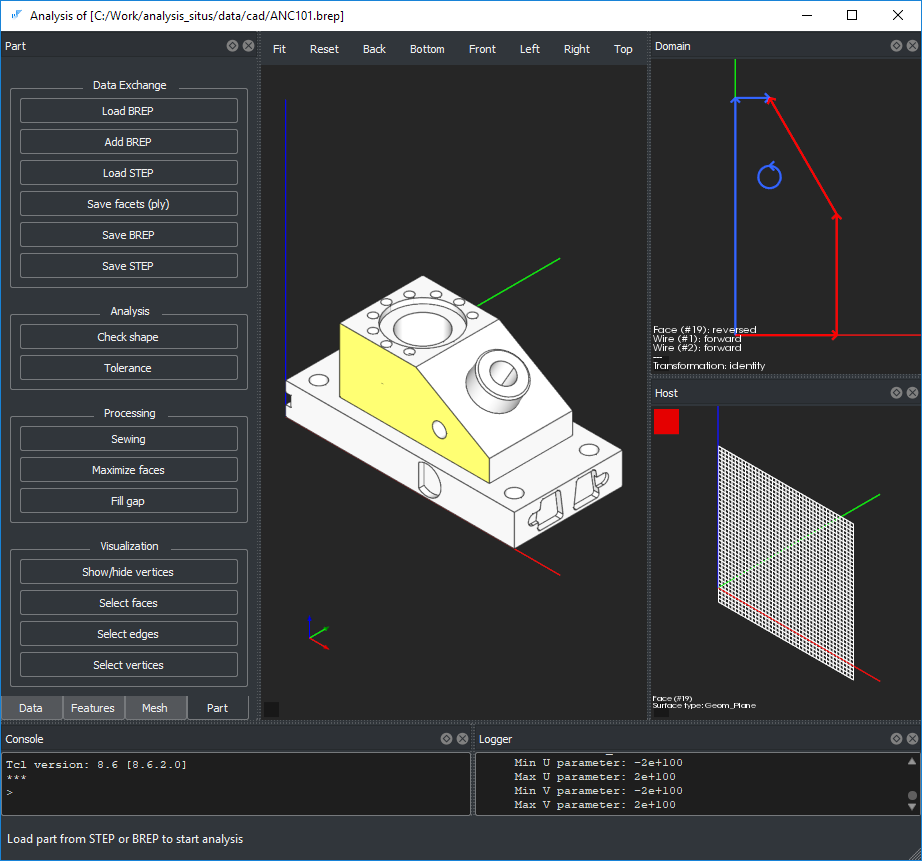 Analysis of [C:/Work/analysis_situs/data/cad/ANC101.brep]
Part
Data Exchange
Load BREP
Add BREP
Load STEP
Save facets (ply)
Save BREP
Save STEP
Analysis
Check shape
Tolerance
Processing
Sewing
Maximize faces
Fill gap
Visualization
Show/hide vertices
Select faces
Select edges
Select vertices
Data Features Mesh Part
Fit Reset Back Bottom Front Left Right Top
Domain
Face (#19): reversed
Wire (#1): forward
Wire (#2): forward
Transformation: identity
Host
Face (#19)
Surface type: Geom_Plane
Console
Tcl version: 8.6 [8.6.2.0]
***
>
Logger
Min U parameter: -2e+100
Max U parameter: 2e+100
Min V parameter: -2e+100
Max V parameter: 2e+100
Load part from STEP or BREP to start analysis